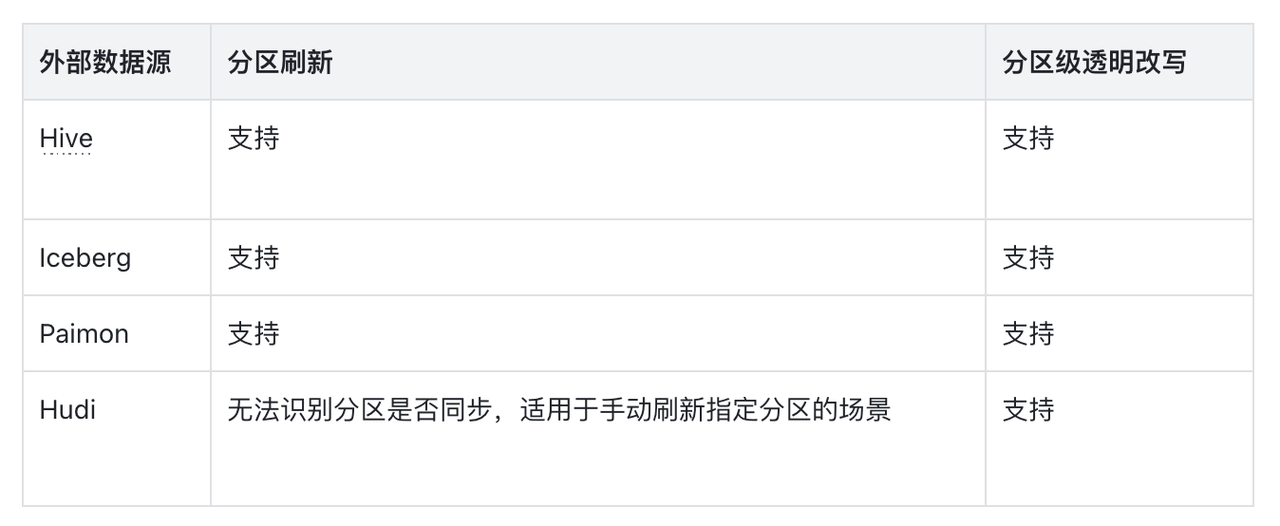 外部数据源 分区刷新 分区级透明改写
Hive 支持 支持
Iceberg 支持 支持
Paimon 支持 支持
Hudi 无法识别分区是否同步，适用于手动刷新指定分区的场景 支持